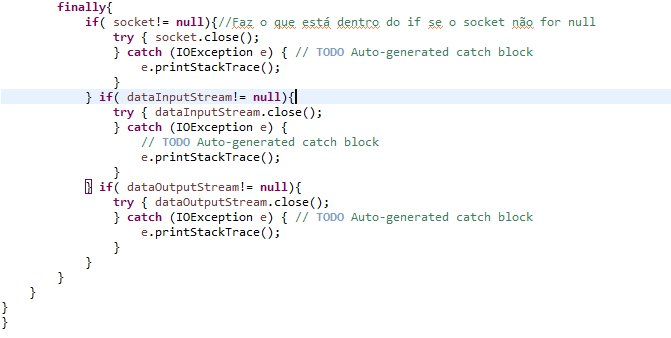 finally{
if( socket!= null){//Faz o que está dentro do if se o socket não for null
try { socket.close();
} catch (IOException e) { // TODO Auto-generated catch block
e.printStackTrace();
}
} if( dataInputStream!= null){
try { dataInputStream.close();
} catch (IOException e) {
// TODO Auto-generated catch block
e.printStackTrace();
}
} if( dataOutputStream!= null){
try { dataOutputStream.close();
} catch (IOException e) { // TODO Auto-generated catch block
e.printStackTrace();
}
}
}
}
}
}